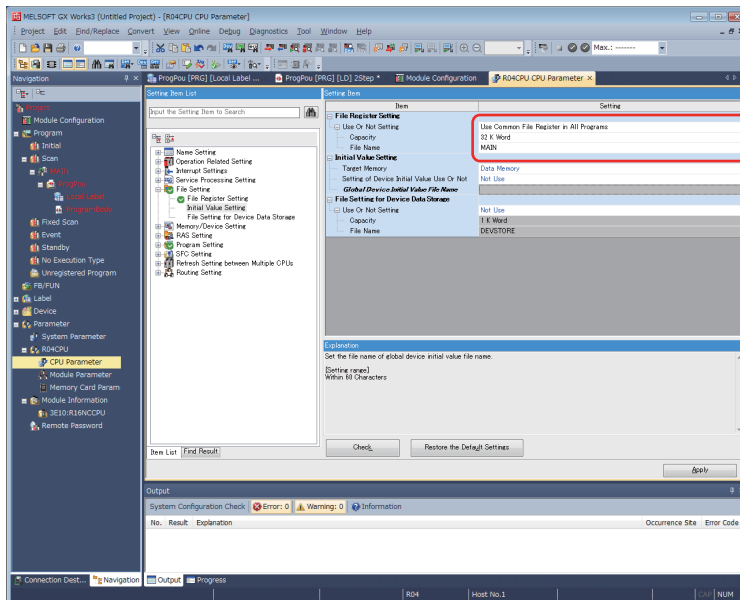 MELSOFT GX Works3 (Untitled Project) - [R04CPU CPU Parameter]
Project Edit Find/Replace Convert View Online Debug Diagnostics Tool Window Help
Max.: -------
Navigation
ProgPou [PRG] [Local Label ...
ProgPou [PRG] [LD] 2Step *
Module Configuration
R04CPU CPU Parameter
Project
Module Configuration
Program
Initial
Scan
MAIN
ProgPou
Local Label
ProgramBody
Fixed Scan
Event
Standby
No Execution Type
Unregistered Program
FB/FUN
Label
Device
Parameter
System Parameter
R04CPU
CPU Parameter
Module Parameter
Memory Card Param
Module Information
3E10:R16NCCPU
Remote Password
Setting Item List
Input the Setting Item to Search
Name Setting
Operation Related Setting
Interrupt Settings
Service Processing Setting
File Setting
File Register Setting
Initial Value Setting
File Setting for Device Data Storage
Memory/Device Setting
RAS Setting
Program Setting
SFC Setting
Refresh Setting between Multiple CPUs
Routing Setting
Item List Find Result
Setting Item
Item Setting
File Register Setting
Use Or Not Setting Use Common File Register in All Programs
Capacity 32 K Word
File Name MAIN
Initial Value Setting
Target Memory Data Memory
Setting of Device Initial Value Use Or Not Not Use
Global Device Initial Value File Name
File Setting for Device Data Storage
Use Or Not Setting Not Use
Capacity 1 K Word
File Name DEVSTORE
Explanation
Set the file name of global device initial value file name.
[Setting range]
Within 60 Characters
Check Restore the Default Settings
Apply
Output
System Configuration Check Error: 0 Warning: 0 Information
No. Result Explanation Occurrence Site Error Code
Connection Dest... Navigation Output Progress
R04 Host No.1 CAP NUM